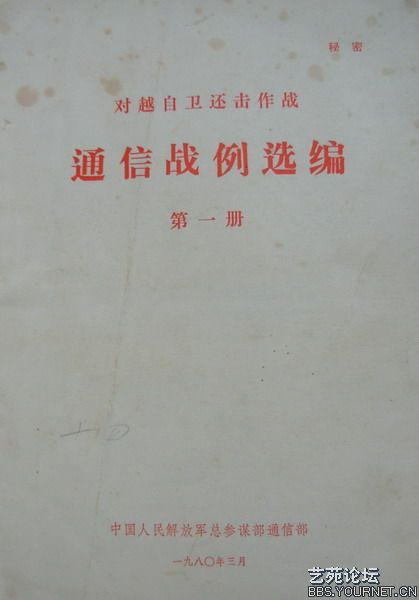 秘密
对越自卫还击作战
通信战例选编
第一册
中国人民解放军总参谋部通信部
一九八〇年三月
艺苑论坛
BBS.YOURNET.CN